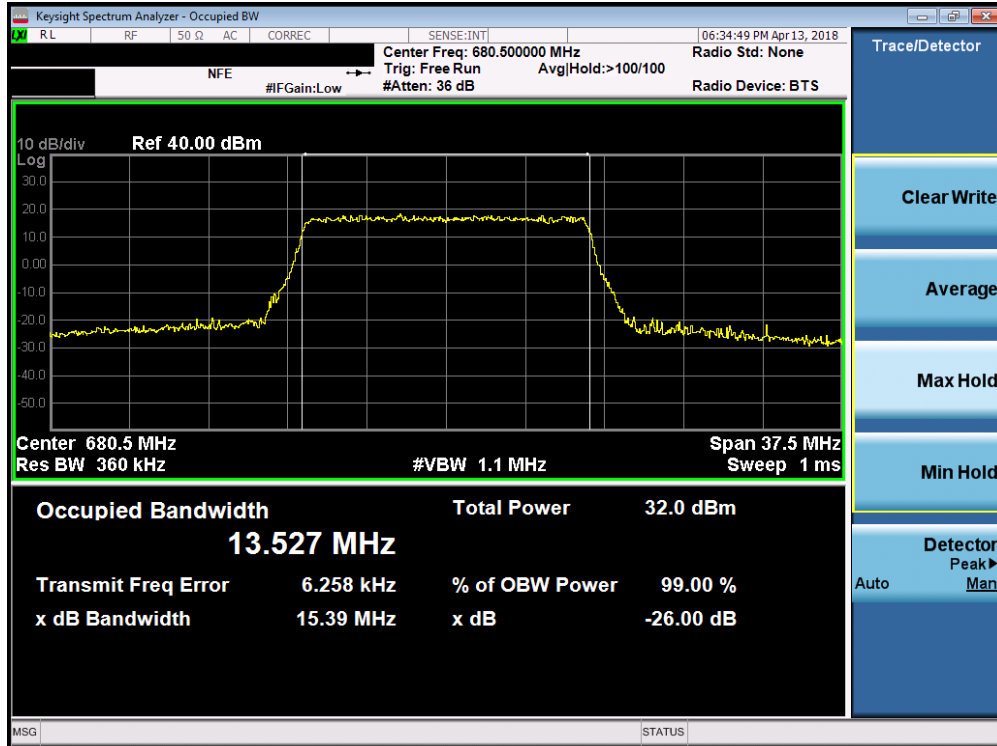 Keysight Spectrum Analyzer - Occupied BW
LXI RL RF 50 Ω AC CORREC SENSE:INT 06:34:49 PM Apr 13, 2018
Center Freq: 680.500000 MHz Radio Std: None
NFE Trig: Free Run Avg|Hold:>100/100
#IFGain:Low #Atten: 36 dB Radio Device: BTS
10 dB/div Ref 40.00 dBm
Log
30.0
20.0
10.0
0.00
-10.0
-20.0
-30.0
-40.0
-50.0
Center 680.5 MHz Span 37.5 MHz
Res BW 360 kHz #VBW 1.1 MHz Sweep 1 ms
Occupied Bandwidth Total Power 32.0 dBm
13.527 MHz
Transmit Freq Error 6.258 kHz % of OBW Power 99.00 %
x dB Bandwidth 15.39 MHz x dB -26.00 dB
MSG STATUS
Trace/Detector
Clear Write
Average
Max Hold
Min Hold
Detector
Peak▶
Auto Man